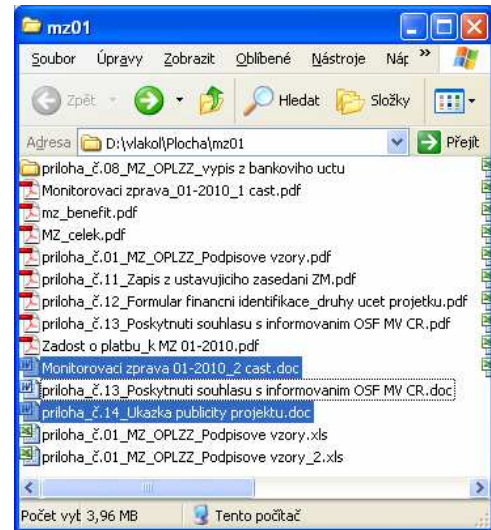 mz01
Soubor Úpravy Zobrazit Oblíbené Nástroje Náp »
Zpět Hledat Složky
Adresa D:\vlakol\Plocha\mz01 Přejít
priloha_č.08_MZ_OPLZZ_vypis z bankoviho uctu
Monitorovaci zprava_01-2010_1 cast.pdf
mz_benefit.pdf
MZ_celek.pdf
priloha_č.01_MZ_OPLZZ_Podpisove vzory.pdf
priloha_č.11_Zapis z ustavujiciho zasedani ZM.pdf
priloha_č.12_Formular financni identifikace_druhy ucet projetku.pdf
priloha_č.13_Poskytnuti souhlasu s informovanim OSF MV CR.pdf
Zadost o platbu_k MZ 01-2010.pdf
Monitorovaci zprava 01-2010_2 cast.doc
priloha_č.13_Poskytnuti souhlasu s informovanim OSF MV CR.doc
priloha_č.14_Ukazka publicity projektu.doc
priloha_č.01_MZ_OPLZZ_Podpisove vzory.xls
priloha_č.01_MZ_OPLZZ_Podpisove vzory_2.xls
Počet vyb 3,96 MB Tento počítač